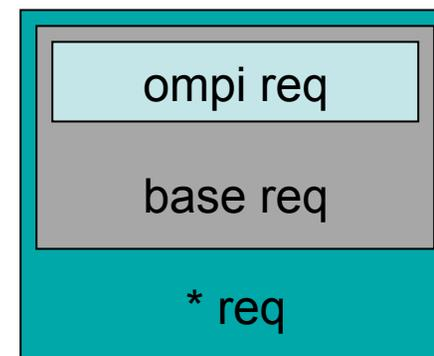 ompi req
base req
* req